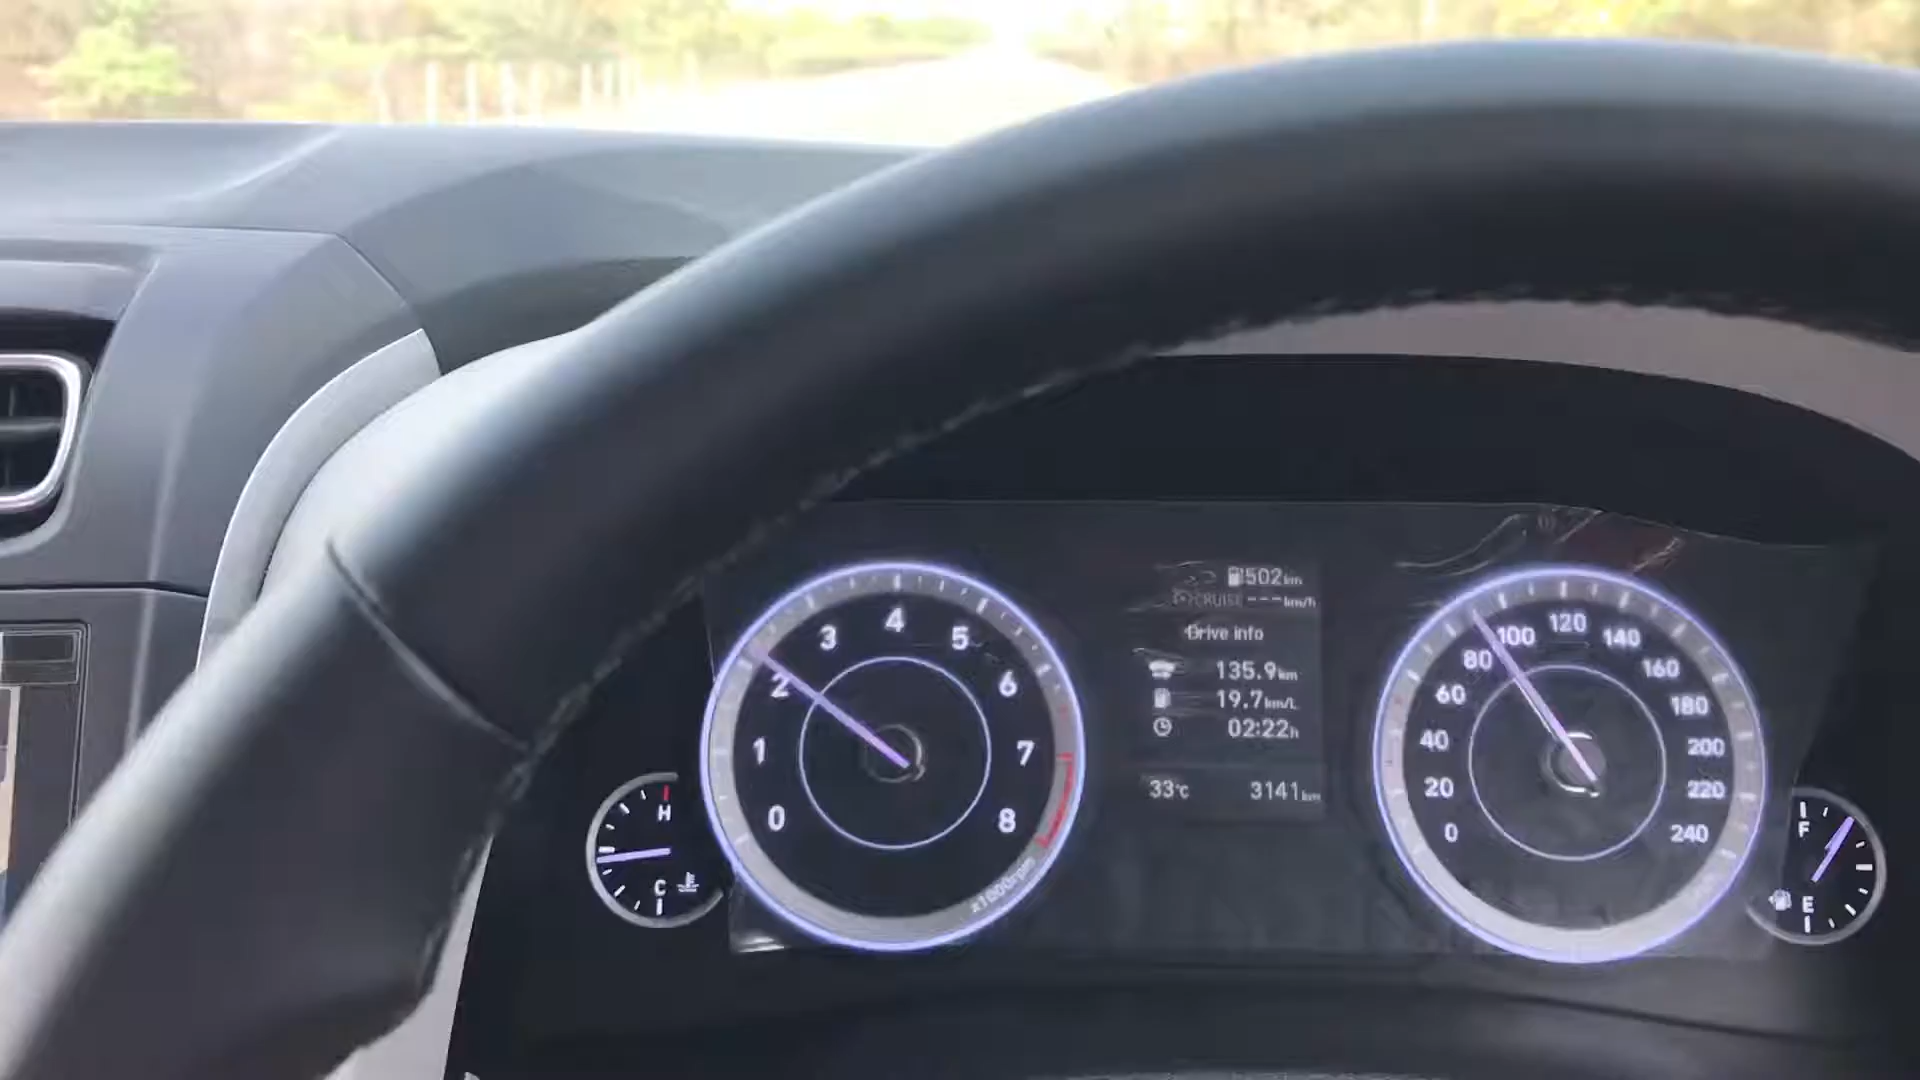 H
C
0
1
2
3
4
5
6
7
8
x1000rpm
502km
CRUISE ---km/h
Drive info
135.9km
19.7km/L
02:22h
33°C 3141km
0
20
40
60
80
100
120
140
160
180
200
220
240
F
E